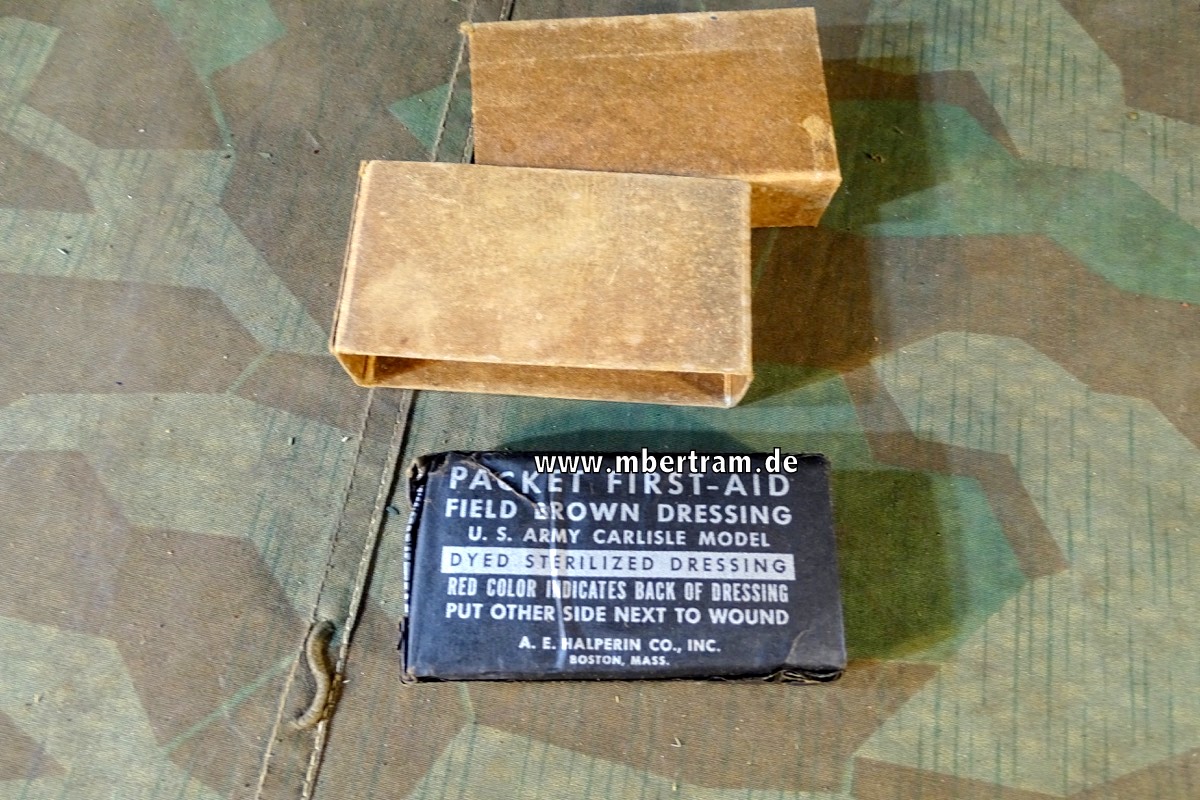 www.mbertram.de
PACKET FIRST-AID
FIELD BROWN DRESSING
U. S. ARMY CARLISLE MODEL
DYED STERILIZED DRESSING
RED COLOR INDICATES BACK OF DRESSING
PUT OTHER SIDE NEXT TO WOUND
A. E. HALPERIN CO., INC.
BOSTON, MASS.